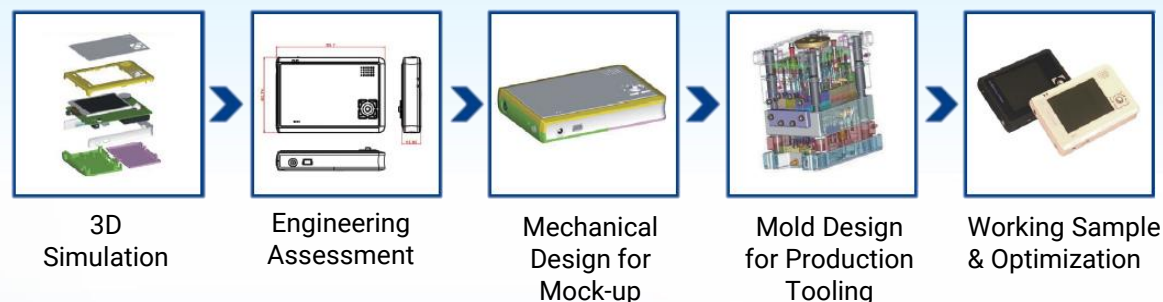 3D
Simulation
Engineering
Assessment
Mechanical
Design for
Mock-up
Mold Design
for Production
Tooling
Working Sample
& Optimization